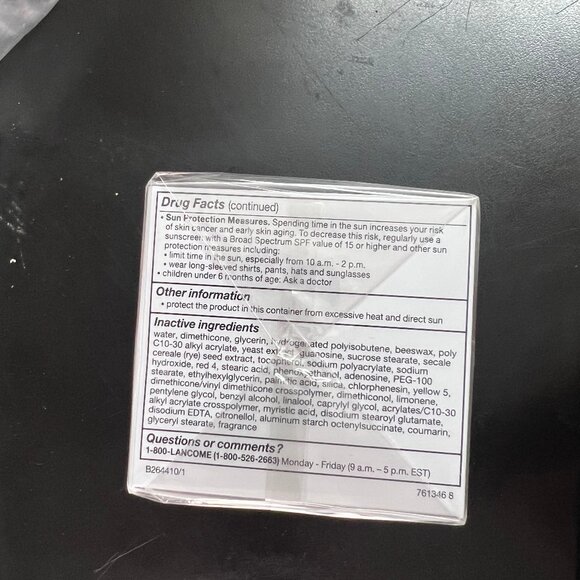 Drug Facts (continued)
• Sun Protection Measures. Spending time in the sun increases your risk
of skin cancer and early skin aging. To decrease this risk, regularly use a
sunscreen with a Broad Spectrum SPF value of 15 or higher and other sun
protection measures including:
• limit time in the sun, especially from 10 a.m. - 2 p.m.
• wear long-sleeved shirts, pants, hats and sunglasses
• children under 6 months of age: Ask a doctor
Other information
• protect the product in this container from excessive heat and direct sun
Inactive ingredients
water, dimethicone, glycerin, hydrogenated polyisobutene, beeswax, poly
C10-30 alkyl acrylate, yeast extract, guanosine, sucrose stearate, secale
cereale (rye) seed extract, tocopherol, sodium polyacrylate, sodium
hydroxide, red 4, stearic acid, phenoxyethanol, adenosine, PEG-100
stearate, ethylhexylglycerin, palmitic acid, silica, chlorphenesin, yellow 5,
dimethicone/vinyl dimethicone crosspolymer, dimethiconol, limonene,
pentylene glycol, benzyl alcohol, linalool, caprylyl glycol, acrylates/C10-30
alkyl acrylate crosspolymer, myristic acid, disodium stearoyl glutamate,
disodium EDTA, citronellol, aluminum starch octenylsuccinate, coumarin,
glyceryl stearate, fragrance
Questions or comments?
1-800-LANCOME (1-800-526-2663) Monday - Friday (9 a.m. – 5 p.m. EST)
B264410/1
761346 8